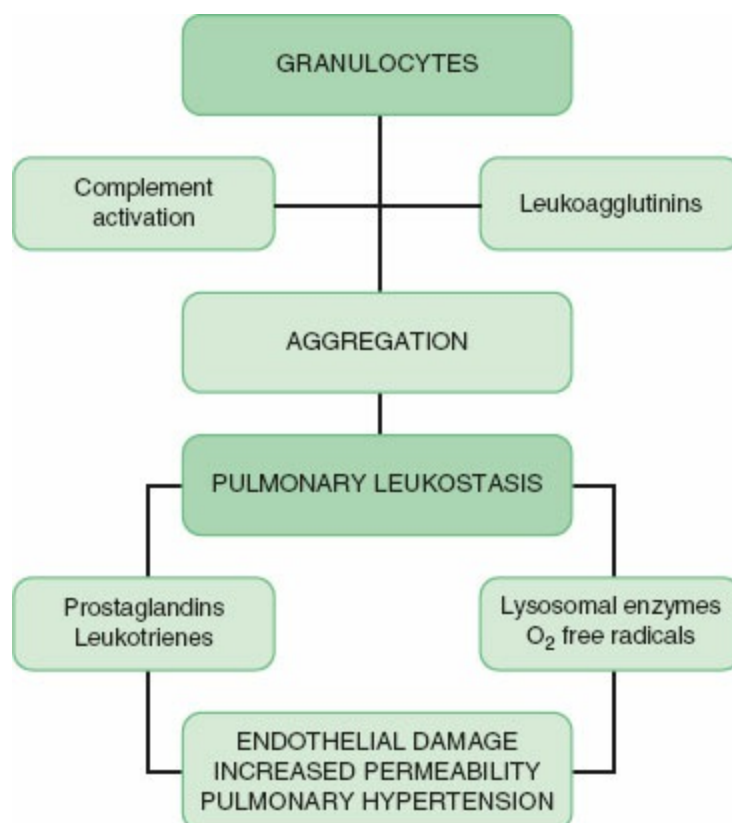 GRANULOCYTES
Complement
activation
Leukoagglutinins
AGGREGATION
PULMONARY LEUKOSTASIS
Prostaglandins
Leukotrienes
Lysosomal enzymes
O₂ free radicals
ENDOTHELIAL DAMAGE
INCREASED PERMEABILITY
PULMONARY HYPERTENSION